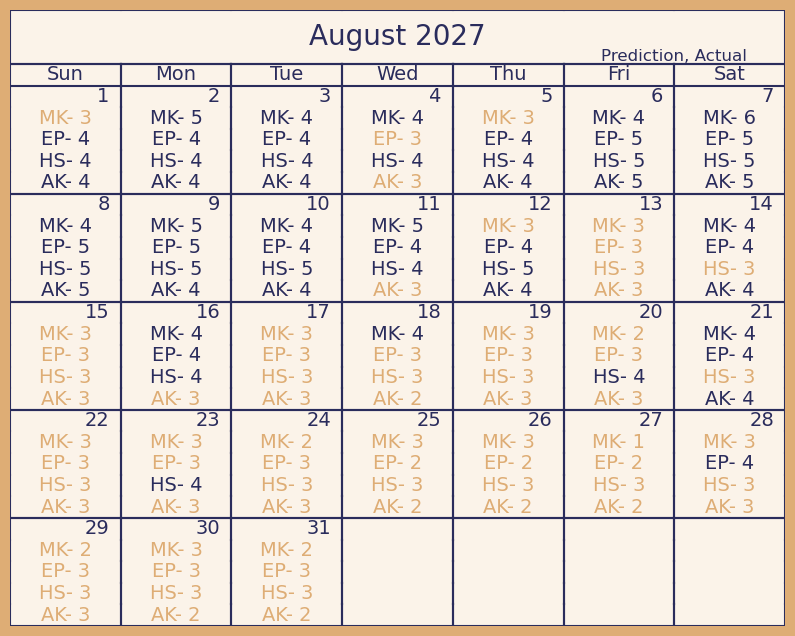 August 2027
Prediction, Actual
Sun Mon Tue Wed Thu Fri Sat
1 2 3 4 5 6 7
MK- 3 MK- 5 MK- 4 MK- 4 MK- 3 MK- 4 MK- 6
EP- 4 EP- 4 EP- 4 EP- 3 EP- 4 EP- 5 EP- 5
HS- 4 HS- 4 HS- 4 HS- 4 HS- 4 HS- 5 HS- 5
AK- 4 AK- 4 AK- 4 AK- 3 AK- 4 AK- 5 AK- 5
8 9 10 11 12 13 14
MK- 4 MK- 5 MK- 4 MK- 5 MK- 3 MK- 3 MK- 4
EP- 5 EP- 5 EP- 4 EP- 4 EP- 4 EP- 3 EP- 4
HS- 5 HS- 5 HS- 5 HS- 4 HS- 5 HS- 3 HS- 3
AK- 5 AK- 4 AK- 4 AK- 3 AK- 4 AK- 3 AK- 4
15 16 17 18 19 20 21
MK- 3 MK- 4 MK- 3 MK- 4 MK- 3 MK- 2 MK- 4
EP- 3 EP- 4 EP- 3 EP- 3 EP- 3 EP- 3 EP- 4
HS- 3 HS- 4 HS- 3 HS- 3 HS- 3 HS- 4 HS- 3
AK- 3 AK- 3 AK- 3 AK- 2 AK- 3 AK- 3 AK- 4
22 23 24 25 26 27 28
MK- 3 MK- 3 MK- 2 MK- 3 MK- 3 MK- 1 MK- 3
EP- 3 EP- 3 EP- 3 EP- 2 EP- 2 EP- 2 EP- 4
HS- 3 HS- 4 HS- 3 HS- 3 HS- 3 HS- 3 HS- 3
AK- 3 AK- 3 AK- 3 AK- 2 AK- 2 AK- 2 AK- 3
29 30 31
MK- 2 MK- 3 MK- 2
EP- 3 EP- 3 EP- 3
HS- 3 HS- 3 HS- 3
AK- 3 AK- 2 AK- 2